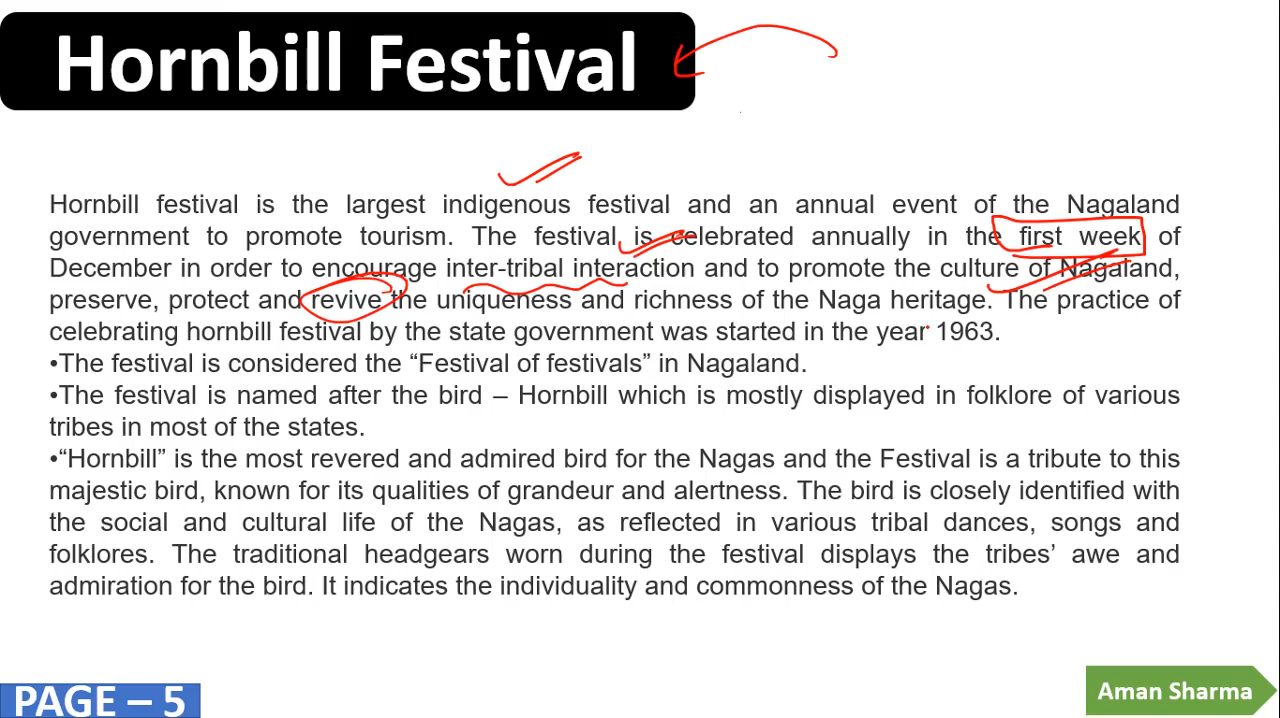 Hornbill Festival
Hornbill festival is the largest indigenous festival and an annual event of the Nagaland
government to promote tourism. The festival is celebrated annually in the first week of
December in order to encourage inter-tribal interaction and to promote the culture of Nagaland,
preserve, protect and revive the uniqueness and richness of the Naga heritage. The practice of
celebrating hornbill festival by the state government was started in the year 1963.
•The festival is considered the “Festival of festivals” in Nagaland.
•The festival is named after the bird – Hornbill which is mostly displayed in folklore of various
tribes in most of the states.
•“Hornbill” is the most revered and admired bird for the Nagas and the Festival is a tribute to this
majestic bird, known for its qualities of grandeur and alertness. The bird is closely identified with
the social and cultural life of the Nagas, as reflected in various tribal dances, songs and
folklores. The traditional headgears worn during the festival displays the tribes’ awe and
admiration for the bird. It indicates the individuality and commonness of the Nagas.
PAGE – 5
Aman Sharma